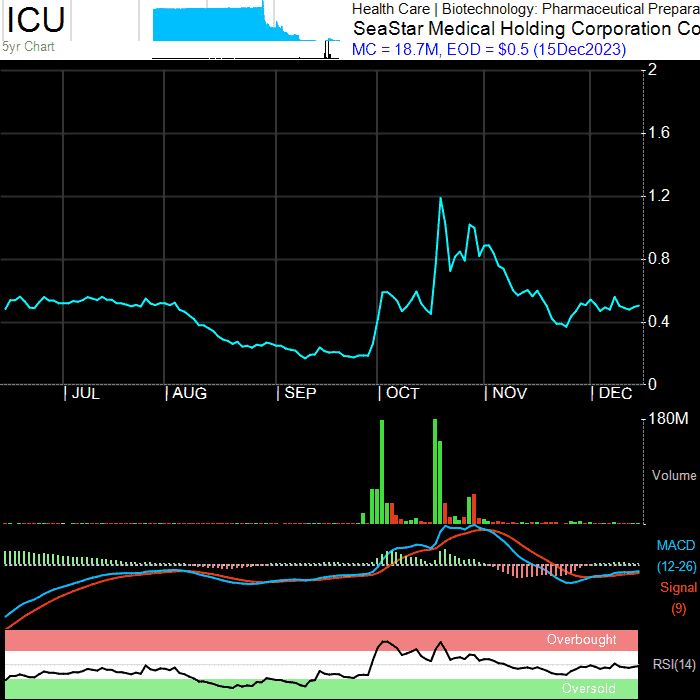 ICU
5yr Chart
Health Care | Biotechnology: Pharmaceutical Prepara
SeaStar Medical Holding Corporation Co
MC = 18.7M, EOD = $0.5 (15Dec2023)
2
1.6
1.2
0.8
0.4
0
| JUL | AUG | SEP | OCT | NOV | DEC
180M
Volume
MACD
(12-26)
Signal
(9)
Overbought
RSI(14)
Oversold